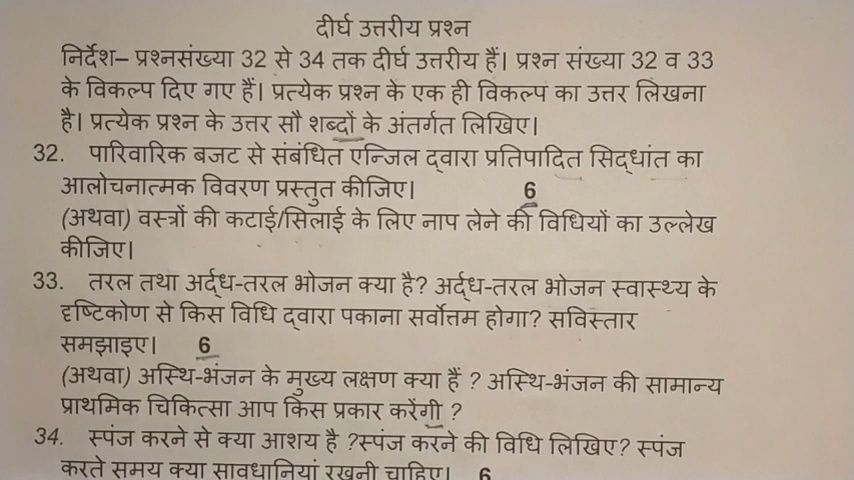 दीर्घ उत्तरीय प्रश्न
निर्देश– प्रश्नसंख्या 32 से 34 तक दीर्घ उत्तरीय हैं। प्रश्न संख्या 32 व 33
के विकल्प दिए गए हैं। प्रत्येक प्रश्न के एक ही विकल्प का उत्तर लिखना
है। प्रत्येक प्रश्न के उत्तर सौ शब्दों के अंतर्गत लिखिए।
32. पारिवारिक बजट से संबंधित एन्जिल द्वारा प्रतिपादित सिद्धांत का
आलोचनात्मक विवरण प्रस्तुत कीजिए। 6
(अथवा) वस्त्रों की कटाई/सिलाई के लिए नाप लेने की विधियों का उल्लेख
कीजिए।
33. तरल तथा अर्द्ध-तरल भोजन क्या है? अर्द्ध-तरल भोजन स्वास्थ्य के
दृष्टिकोण से किस विधि द्वारा पकाना सर्वोत्तम होगा? सविस्तार
समझाइए। 6
(अथवा) अस्थि-भंजन के मुख्य लक्षण क्या हैं ? अस्थि-भंजन की सामान्य
प्राथमिक चिकित्सा आप किस प्रकार करेंगी ?
34. स्पंज करने से क्या आशय है ?स्पंज करने की विधि लिखिए? स्पंज
करते समय क्या सावधानियां रखनी चाहिए। 6